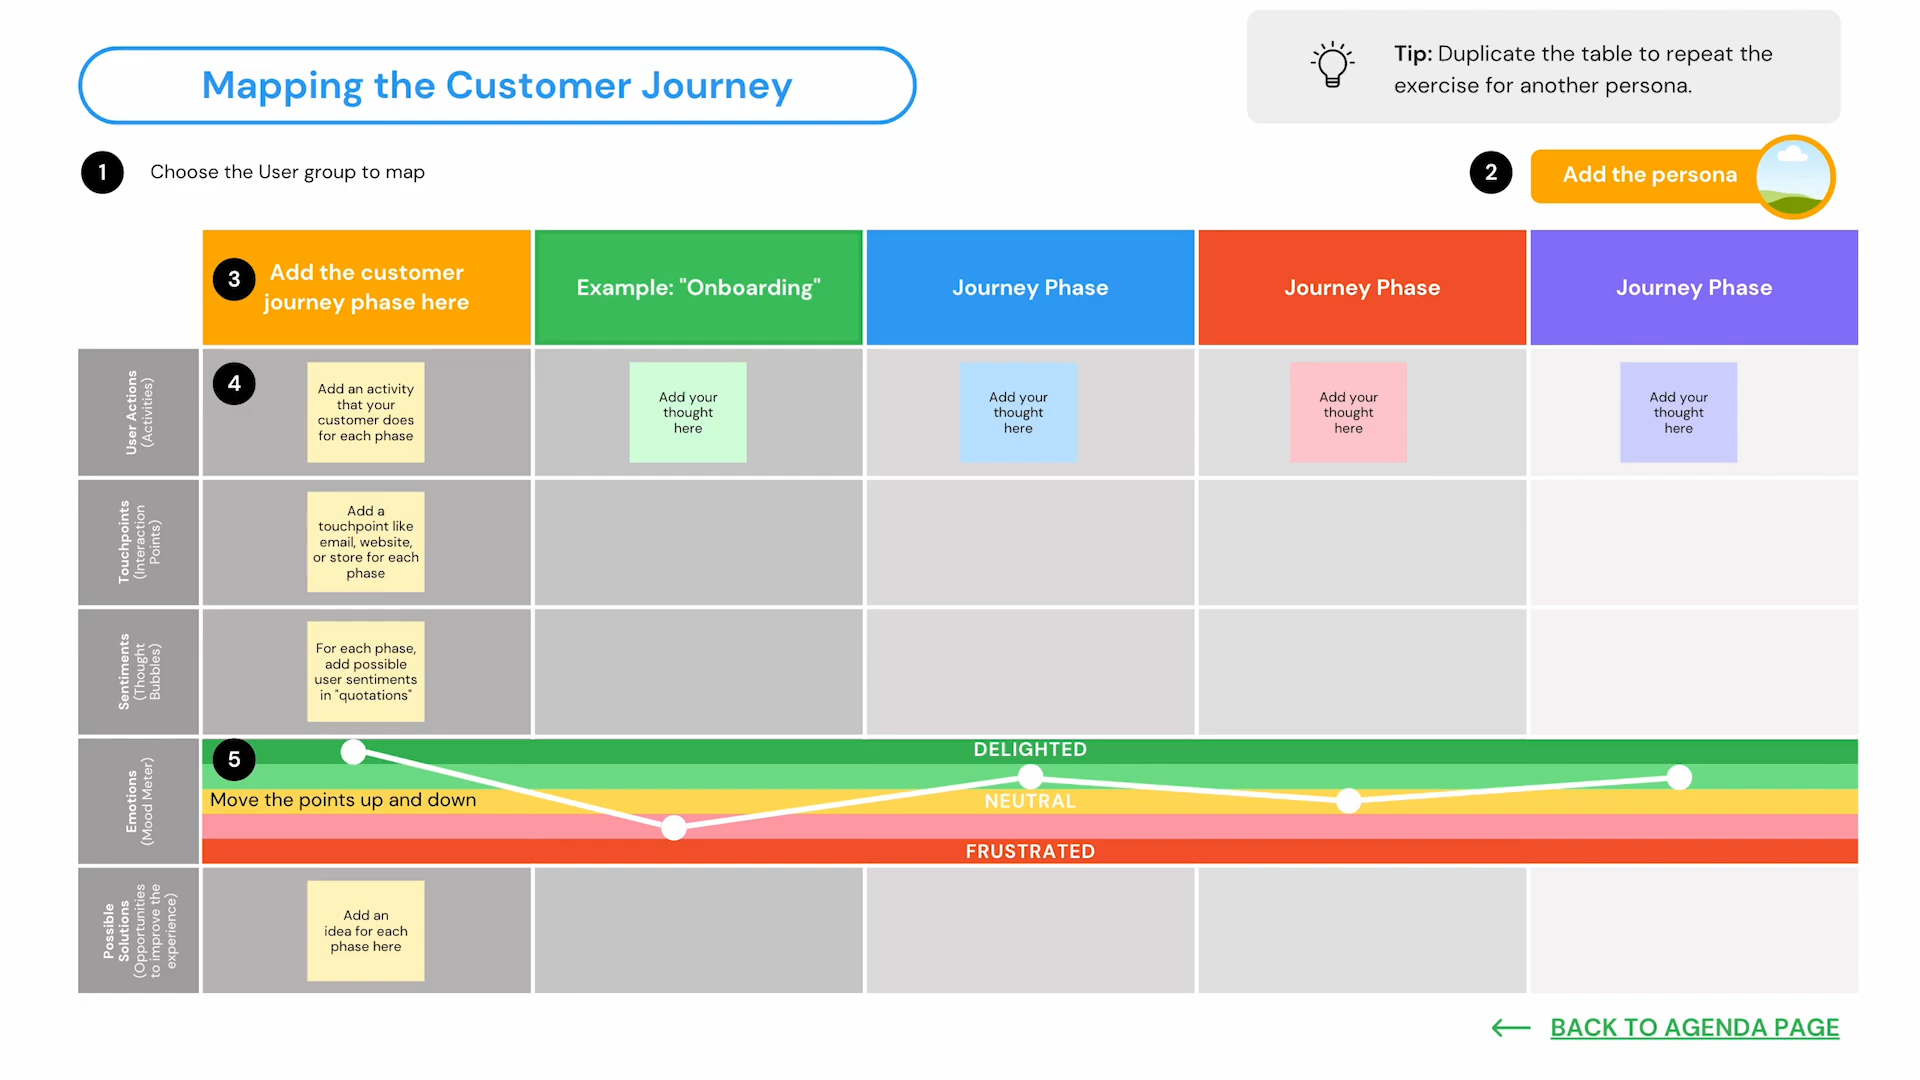 Mapping the Customer Journey
Tip: Duplicate the table to repeat the
exercise for another persona.
1
Choose the User group to map
2
Add the persona
3
Add the customer
journey phase here
Example: "Onboarding"
Journey Phase
Journey Phase
Journey Phase
User Actions
(Activities)
4
Add an activity
that your
customer does
for each phase
Add your
thought
here
Add your
thought
here
Add your
thought
here
Add your
thought
here
Touchpoints
(Interaction
Points)
Add a
touchpoint like
email, website,
or store for each
phase
Sentiments
(Thought
Bubbles)
For each phase,
add possible
user sentiments
in "quotations"
Emotions
(Mood Meter)
5
DELIGHTED
Move the points up and down
NEUTRAL
FRUSTRATED
Possible
Solutions
(Opportunities
to improve the
experience)
Add an
idea for each
phase here
BACK TO AGENDA PAGE